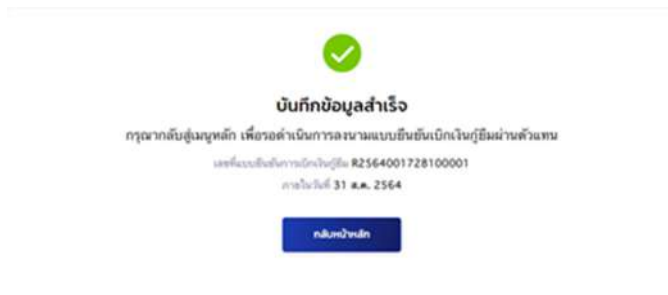 บันทึกข้อมูลสำเร็จ
กรุณากลับสู่เมนูหลัก เพื่อรอดำเนินการลงนามแบบยืนยันเบิกเงินกู้ยืมผ่านตัวแทน
เลขที่แบบยืนยันการเบิกเงินกู้ยืม R2564001728100001
ภายในวันที่ 31 ส.ค. 2564
กลับหน้าหลัก